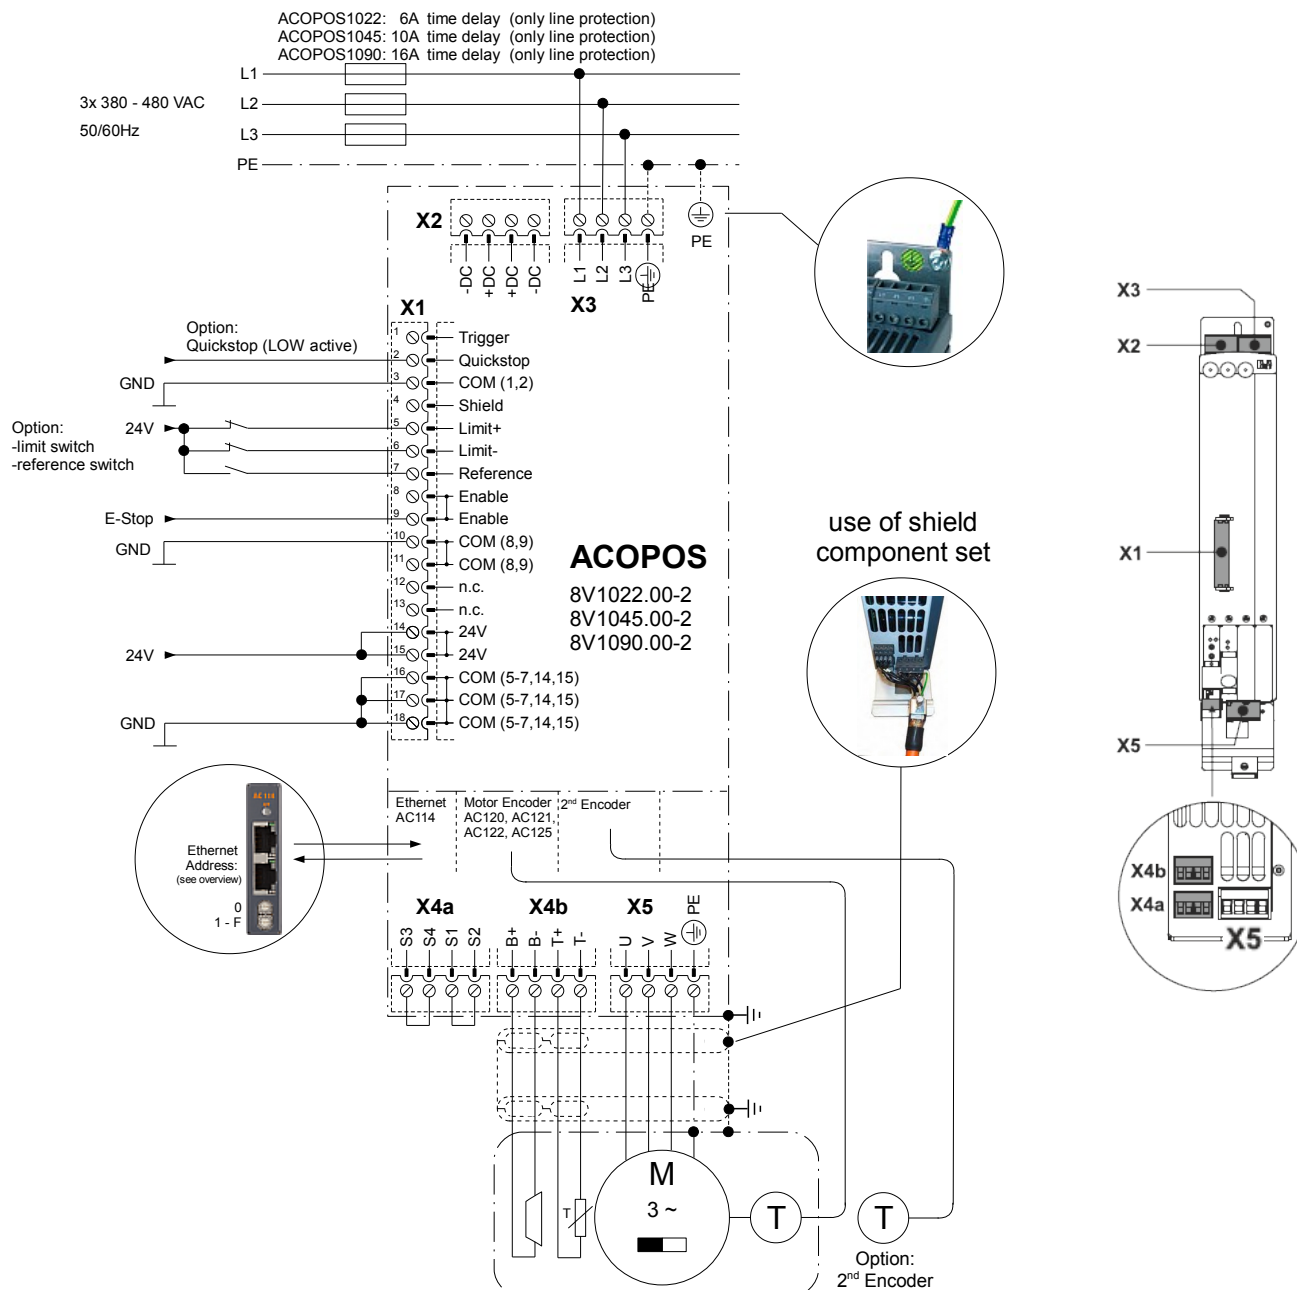 ACOPOS1022: 6A time delay (only line protection)
ACOPOS1045: 10A time delay (only line protection)
ACOPOS1090: 16A time delay (only line protection)
L1
3x 380 - 480 VAC
L2
50/60Hz
L3
PE
X2
-DC
+DC
+DC
-DC
L1
L2
L3
PE
X3
PE
X1
Option:
Quickstop (LOW active)
GND
Option:
-limit switch
-reference switch
24V
E-Stop
GND
24V
GND
1 Trigger
2 Quickstop
3 COM (1,2)
4 Shield
5 Limit+
6 Limit-
7 Reference
8 Enable
9 Enable
10 COM (8,9)
11 COM (8,9)
12 n.c.
13 n.c.
14 24V
15 24V
16 COM (5-7,14,15)
17 COM (5-7,14,15)
18 COM (5-7,14,15)
ACOPOS
8V1022.00-2
8V1045.00-2
8V1090.00-2
use of shield
component set
X3
X2
X1
X5
X4b
X4a
X5
AC114
Ethernet
Address:
(see overview)
0
1 - F
Ethernet
AC114
Motor Encoder
AC120, AC121,
AC122, AC125
2nd Encoder
X4a
X4b
X5
S3
S4
S1
S2
B+
B-
T+
T-
U
V
W
PE
T
M
3 ~
T
T
Option:
2nd Encoder